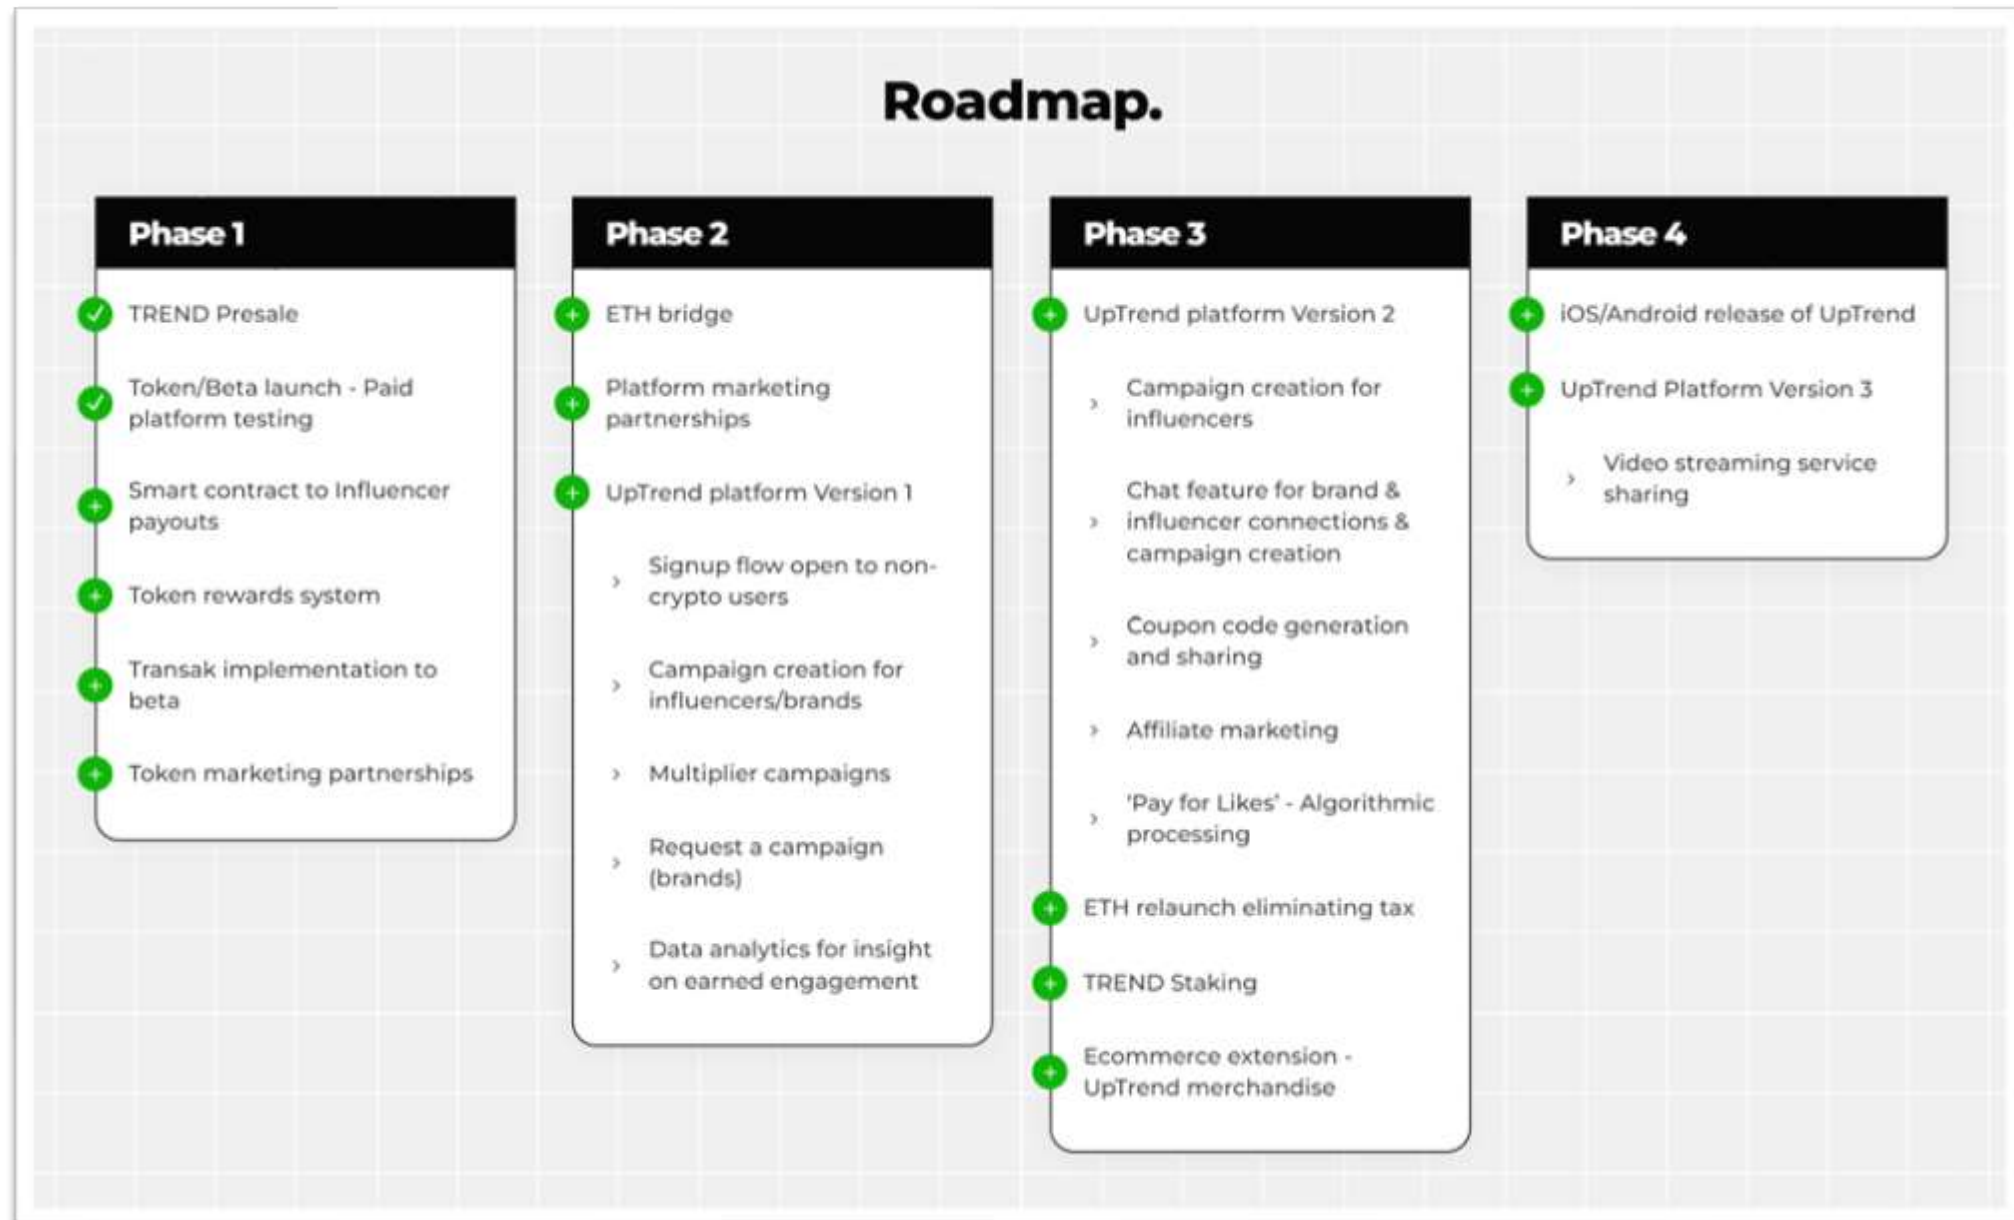 Roadmap.
Phase 1
TREND Presale
Token/Beta launch - Paid
platform testing
Smart contract to Influencer
payouts
Token rewards system
Transak implementation to
beta
Token marketing partnerships
Phase 2
ETH bridge
Platform marketing
partnerships
UpTrend platform Version 1
Signup flow open to non-
crypto users
Campaign creation for
influencers/brands
Multiplier campaigns
Request a campaign
(brands)
Data analytics for insight
on earned engagement
Phase 3
UpTrend platform Version 2
Campaign creation for
influencers
Chat feature for brand &
influencer connections &
campaign creation
Coupon code generation
and sharing
Affiliate marketing
'Pay for Likes' - Algorithmic
processing
ETH relaunch eliminating tax
TREND Staking
Ecommerce extension -
UpTrend merchandise
Phase 4
iOS/Android release of UpTrend
UpTrend Platform Version 3
Video streaming service
sharing